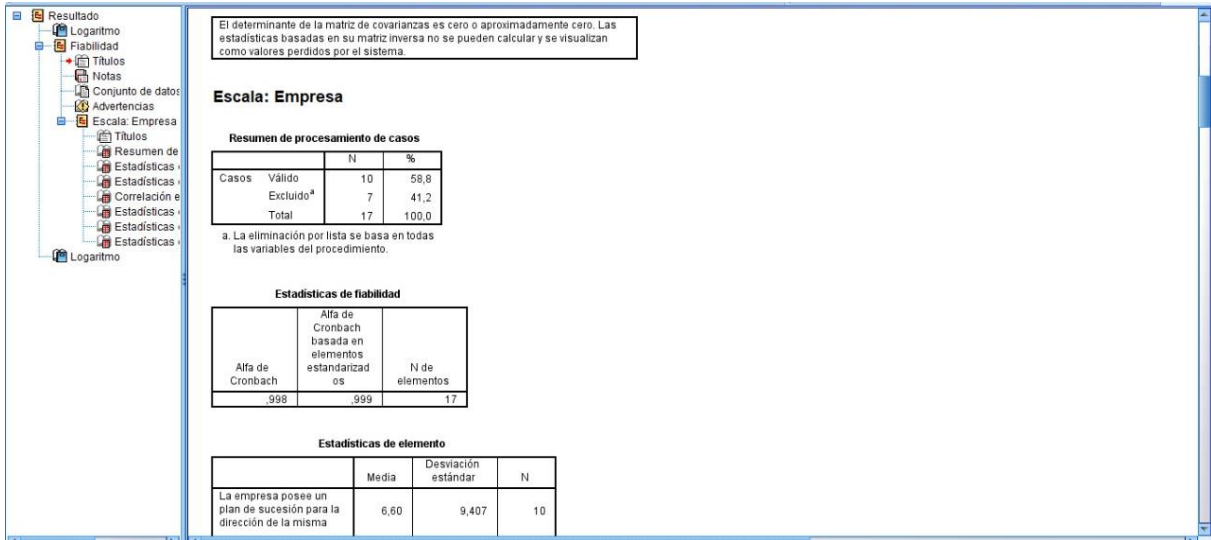 Resultado
Logaritmo
Fiabilidad
Títulos
Notas
Conjunto de datos
Advertencias
Escala: Empresa
Títulos
Resumen de
Estadísticas
Estadísticas
Correlación e
Estadísticas
Estadísticas
Estadísticas
Logaritmo
El determinante de la matriz de covarianzas es cero o aproximadamente cero. Las
estadísticas basadas en su matriz inversa no se pueden calcular y se visualizan
como valores perdidos por el sistema.
Escala: Empresa
Resumen de procesamiento de casos
N %
Casos Válido 10 58,8
Excluido a 7 41,2
Total 17 100,0
a. La eliminación por lista se basa en todas
las variables del procedimiento.
Estadísticas de fiabilidad
Alfa de
Cronbach
Alfa de
Cronbach
basada en
elementos
estandarizad
os
N de
elementos
,998 ,999 17
Estadísticas de elemento
Media
Desviación
estándar
N
La empresa posee un
plan de sucesión para la
dirección de la misma
6,60 9,407 10